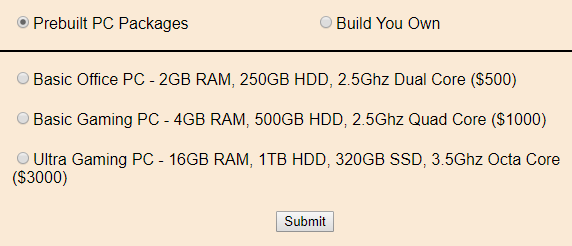 Prebuilt PC Packages Build You Own
Basic Office PC - 2GB RAM, 250GB HDD, 2.5Ghz Dual Core ($500)
Basic Gaming PC - 4GB RAM, 500GB HDD, 2.5Ghz Quad Core ($1000)
Ultra Gaming PC - 16GB RAM, 1TB HDD, 320GB SSD, 3.5Ghz Octa Core
($3000)
Submit